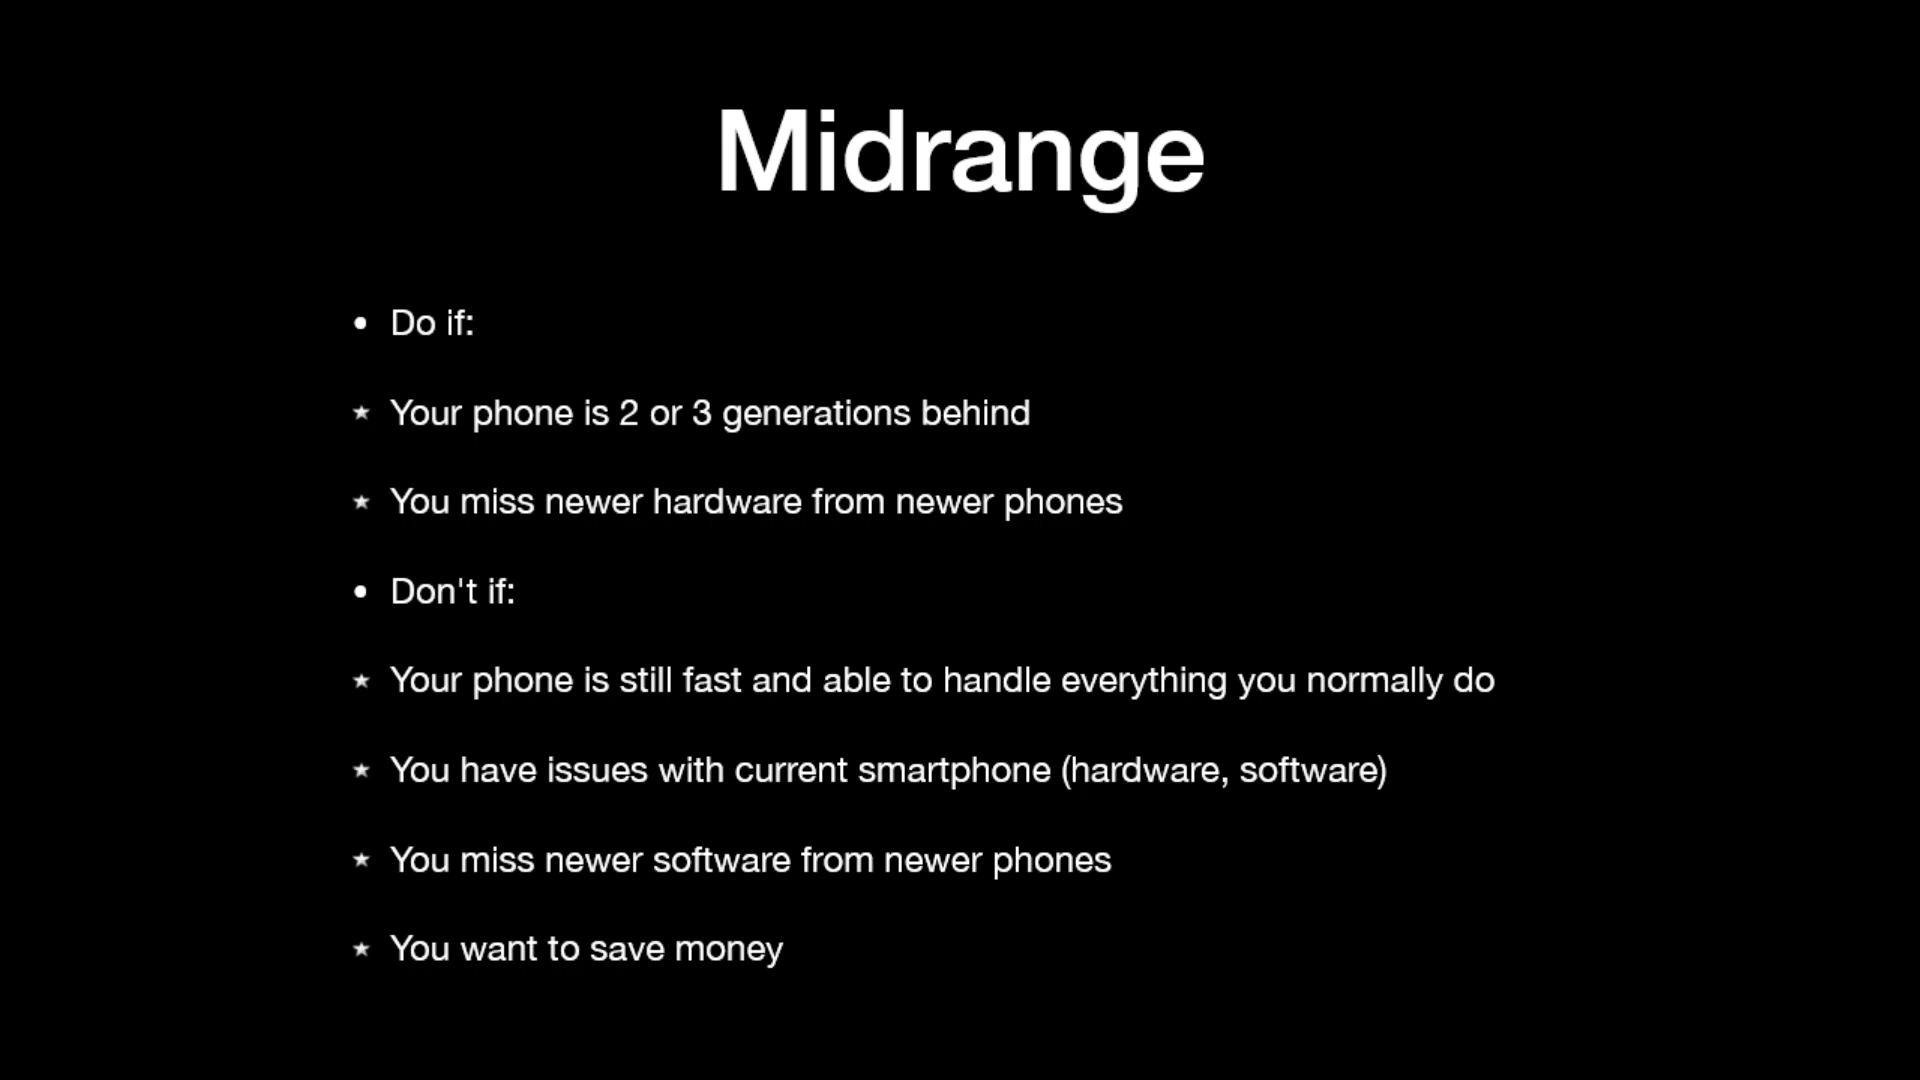 Midrange
• Do if:
★ Your phone is 2 or 3 generations behind
★ You miss newer hardware from newer phones
• Don't if:
★ Your phone is still fast and able to handle everything you normally do
★ You have issues with current smartphone (hardware, software)
★ You miss newer software from newer phones
★ You want to save money